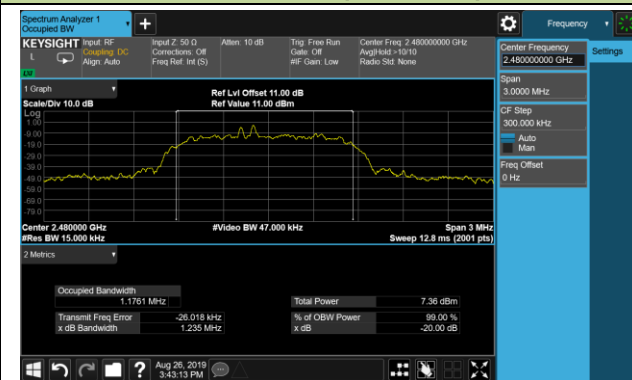 Spectrum Analyzer 1
Occupied BW
+
Frequency
KEYSIGHT
L
Input: RF
Coupling: DC
Align: Auto
Input Z: 50 Ω
Corrections: Off
Freq Ref: Int (S)
Atten: 10 dB
Trig: Free Run
Gate: Off
#IF Gain: Low
Center Freq: 2.480000000 GHz
Avg|Hold:>10/10
Radio Std: None
Center Frequency
2.480000000 GHz
Settings
Span
3.0000 MHz
CF Step
300.000 kHz
Auto
Man
Freq Offset
0 Hz
1 Graph
Scale/Div 10.0 dB
Ref Lvl Offset 11.00 dB
Ref Value 11.00 dBm
Log
1.00
-9.00
-19.0
-29.0
-39.0
-49.0
-59.0
-69.0
-79.0
Center 2.480000 GHz
#Res BW 15.000 kHz
#Video BW 47.000 kHz
Span 3 MHz
Sweep 12.8 ms (2001 pts)
2 Metrics
Occupied Bandwidth
1.1761 MHz
Total Power 7.36 dBm
Transmit Freq Error -26.018 kHz
% of OBW Power 99.00 %
x dB Bandwidth 1.235 MHz
x dB -20.00 dB
?
Aug 26, 2019
3:43:13 PM